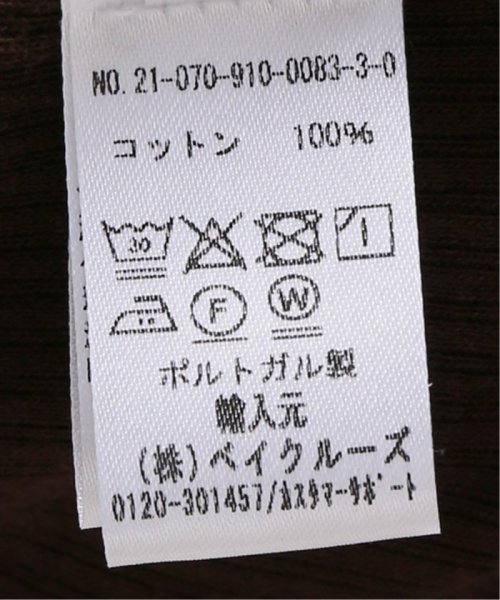 NO. 21-070-910-0083-3-0
コットン 100%
30
F W
ポルトガル製
輸入元
(株)ベイクルーズ
0120-301457/ｶｽﾀﾏｰｻﾎﾟｰﾄ